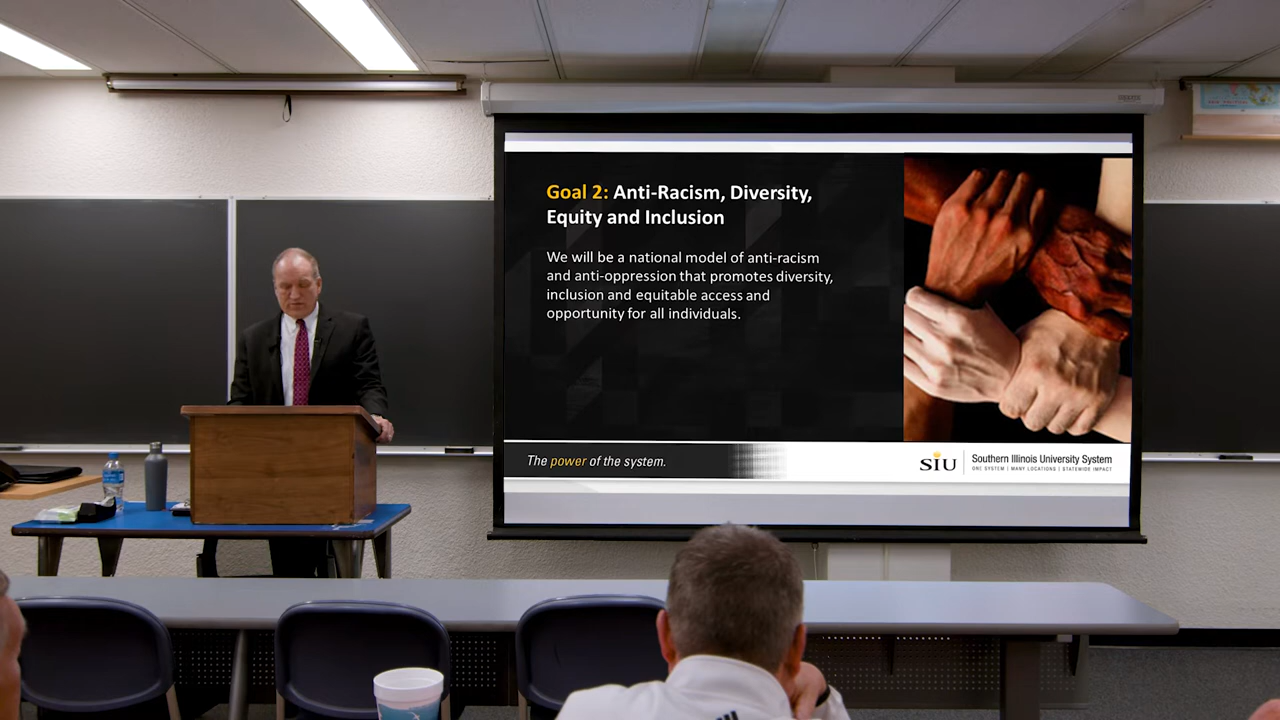 Goal 2: Anti-Racism, Diversity,
Equity and Inclusion
We will be a national model of anti-racism
and anti-oppression that promotes diversity,
inclusion and equitable access and
opportunity for all individuals.
The power of the system.
SIU
Southern Illinois University System
ONE SYSTEM | MANY LOCATIONS | STATEWIDE IMPACT